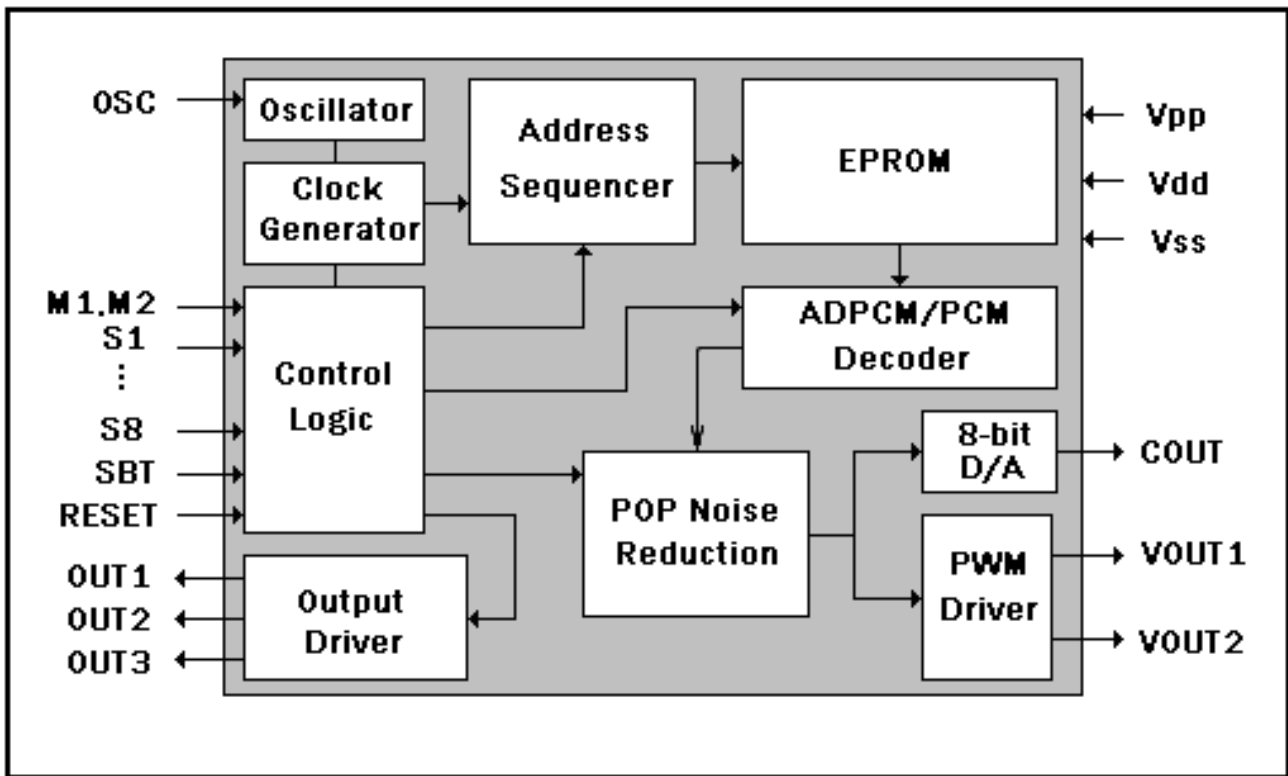 OSC
Oscillator
Clock
Generator
Address
Sequencer
EPROM
Vpp
Vdd
Vss
M1,M2
S1
⋮
S8
SBT
RESET
Control
Logic
ADPCM/PCM
Decoder
POP Noise
Reduction
8-bit
D/A
COUT
PWM
Driver
VOUT1
VOUT2
OUT1
OUT2
OUT3
Output
Driver